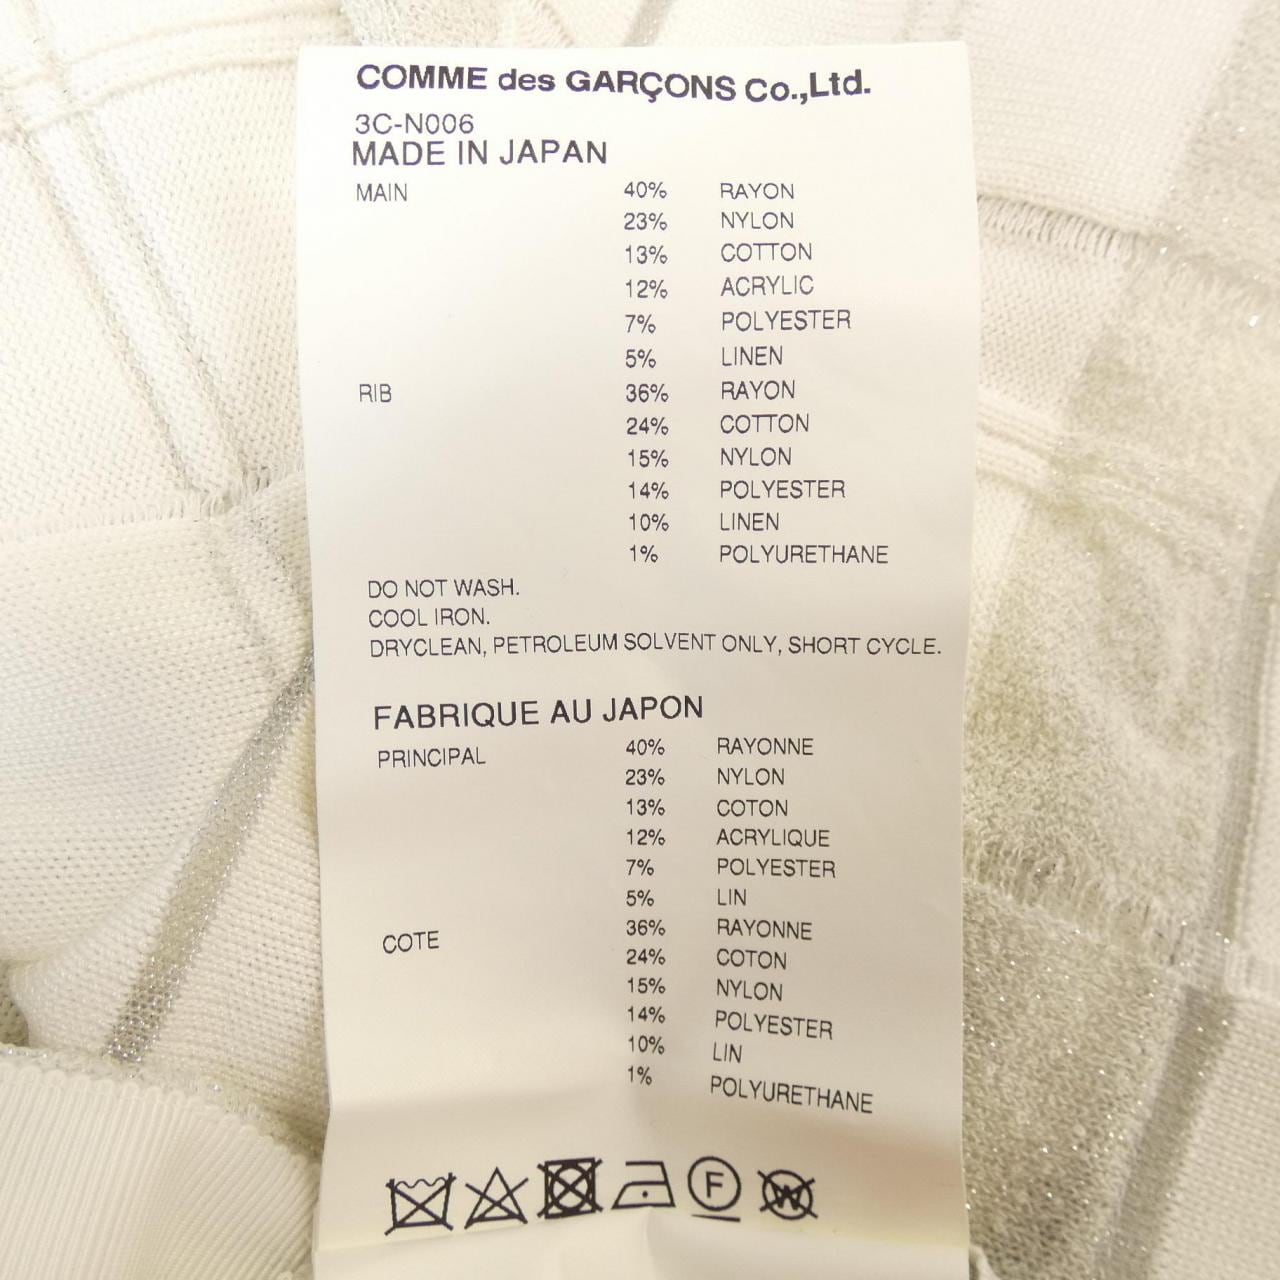 COMME des GARÇONS Co.,Ltd.
3C-N006
MADE IN JAPAN
MAIN 40% RAYON
23% NYLON
13% COTTON
12% ACRYLIC
7% POLYESTER
5% LINEN
RIB 36% RAYON
24% COTTON
15% NYLON
14% POLYESTER
10% LINEN
1% POLYURETHANE
DO NOT WASH.
COOL IRON.
DRYCLEAN, PETROLEUM SOLVENT ONLY, SHORT CYCLE.
FABRIQUE AU JAPON
PRINCIPAL 40% RAYONNE
23% NYLON
13% COTON
12% ACRYLIQUE
7% POLYESTER
5% LIN
COTE 36% RAYONNE
24% COTON
15% NYLON
14% POLYESTER
10% LIN
1% POLYURETHANE
F W